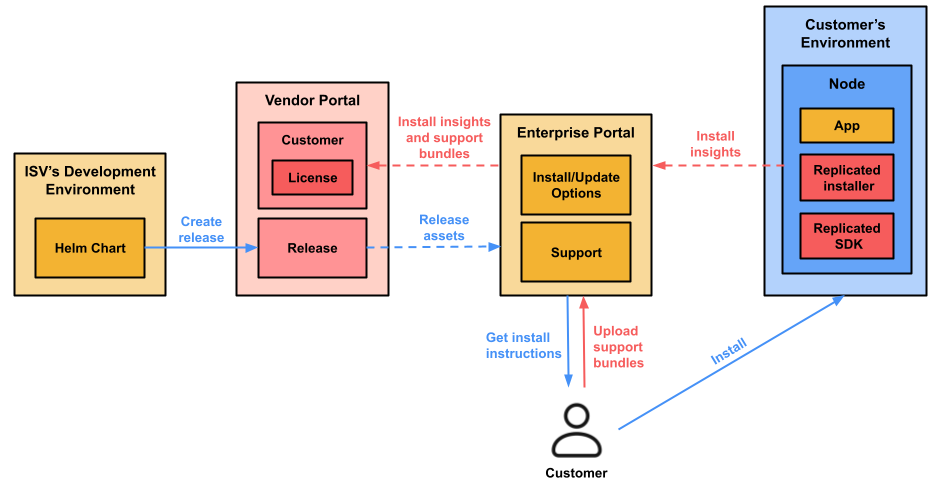 ISV's Development
Environment
Helm Chart
Create
release
Vendor Portal
Customer
License
Release
Install insights
and support
bundles
Release
assets
Enterprise Portal
Install/Update
Options
Support
Get install
instructions
Upload
support
bundles
Customer
Install
Install
insights
Customer's
Environment
Node
App
Replicated
installer
Replicated
SDK